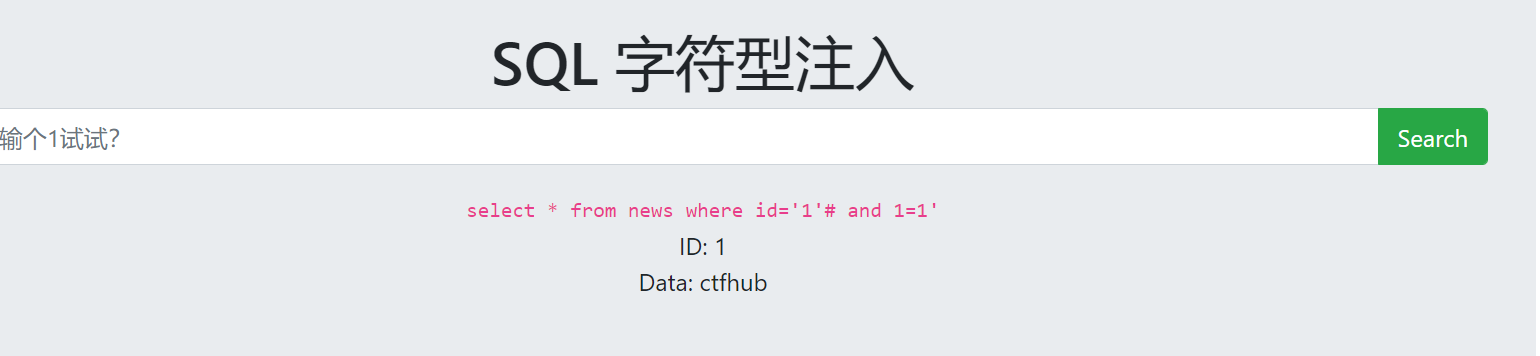 SQL 字符型注入
输个1试试?
Search
select * from news where id='1'# and 1=1'
ID: 1
Data: ctfhub